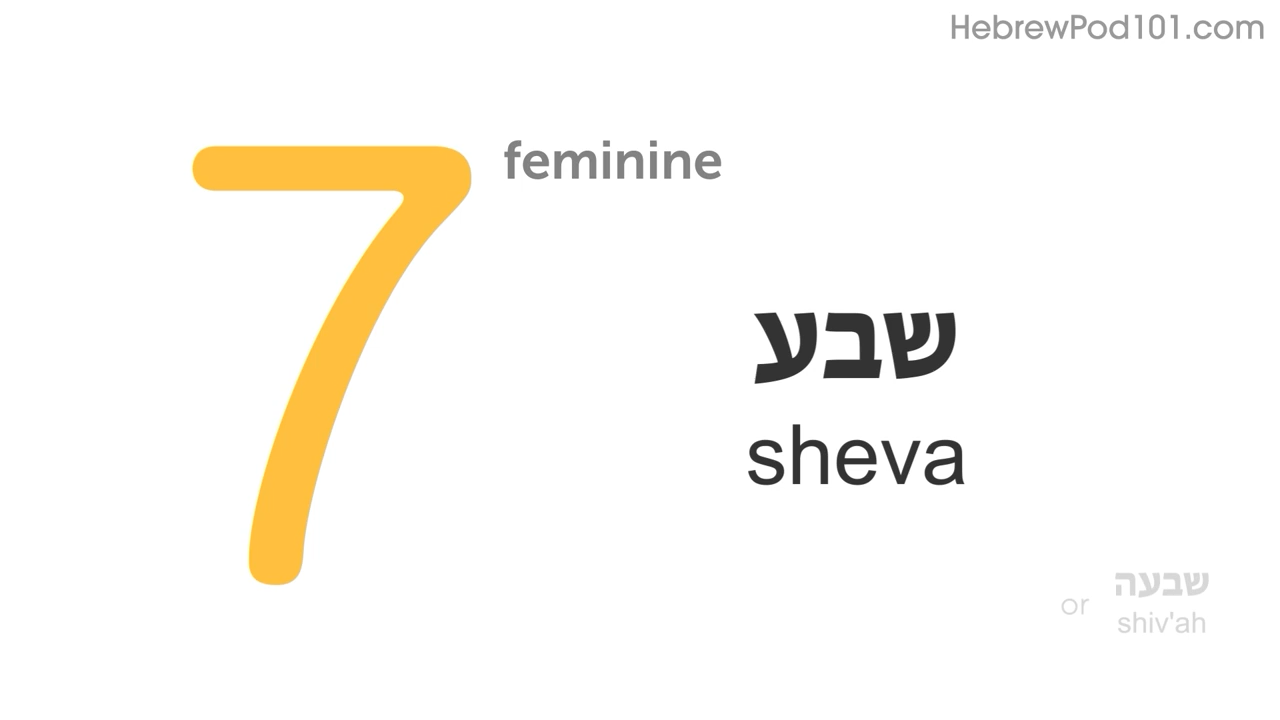 HebrewPod101.com
7
feminine
שבע
sheva
or
שבעה
shiv'ah